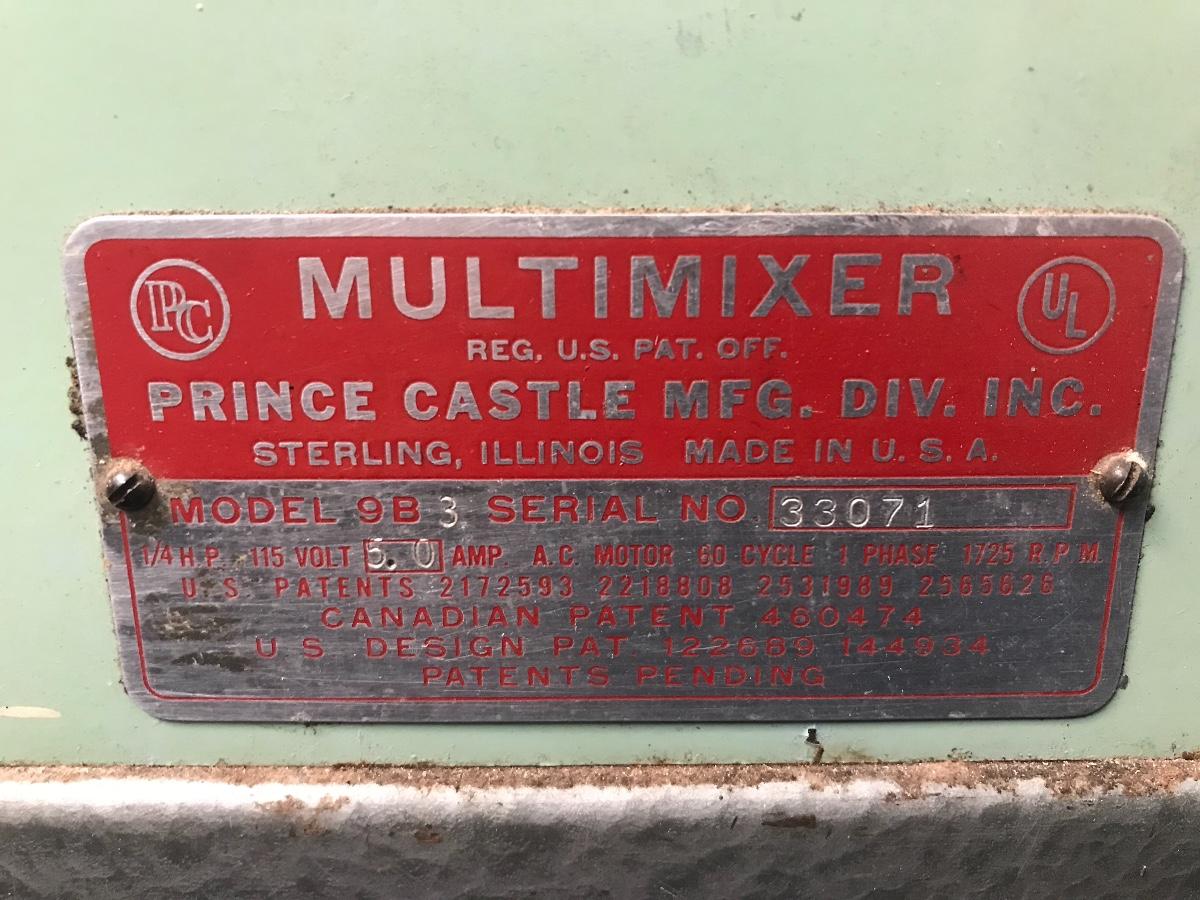 PCC
MULTIMIXER
UL
REG. U.S. PAT. OFF.
PRINCE CASTLE MFG. DIV. INC.
STERLING, ILLINOIS MADE IN U.S.A.
MODEL 9B 3 SERIAL NO. 33071
1/4 H.P. 115 VOLT 5.0 AMP. A.C. MOTOR 60 CYCLE 1 PHASE 1725 R.P.M.
U.S. PATENTS 2172593 2218808 2531989 2565626
CANADIAN PATENT 460474
U S DESIGN PAT. 122689 144934
PATENTS PENDING